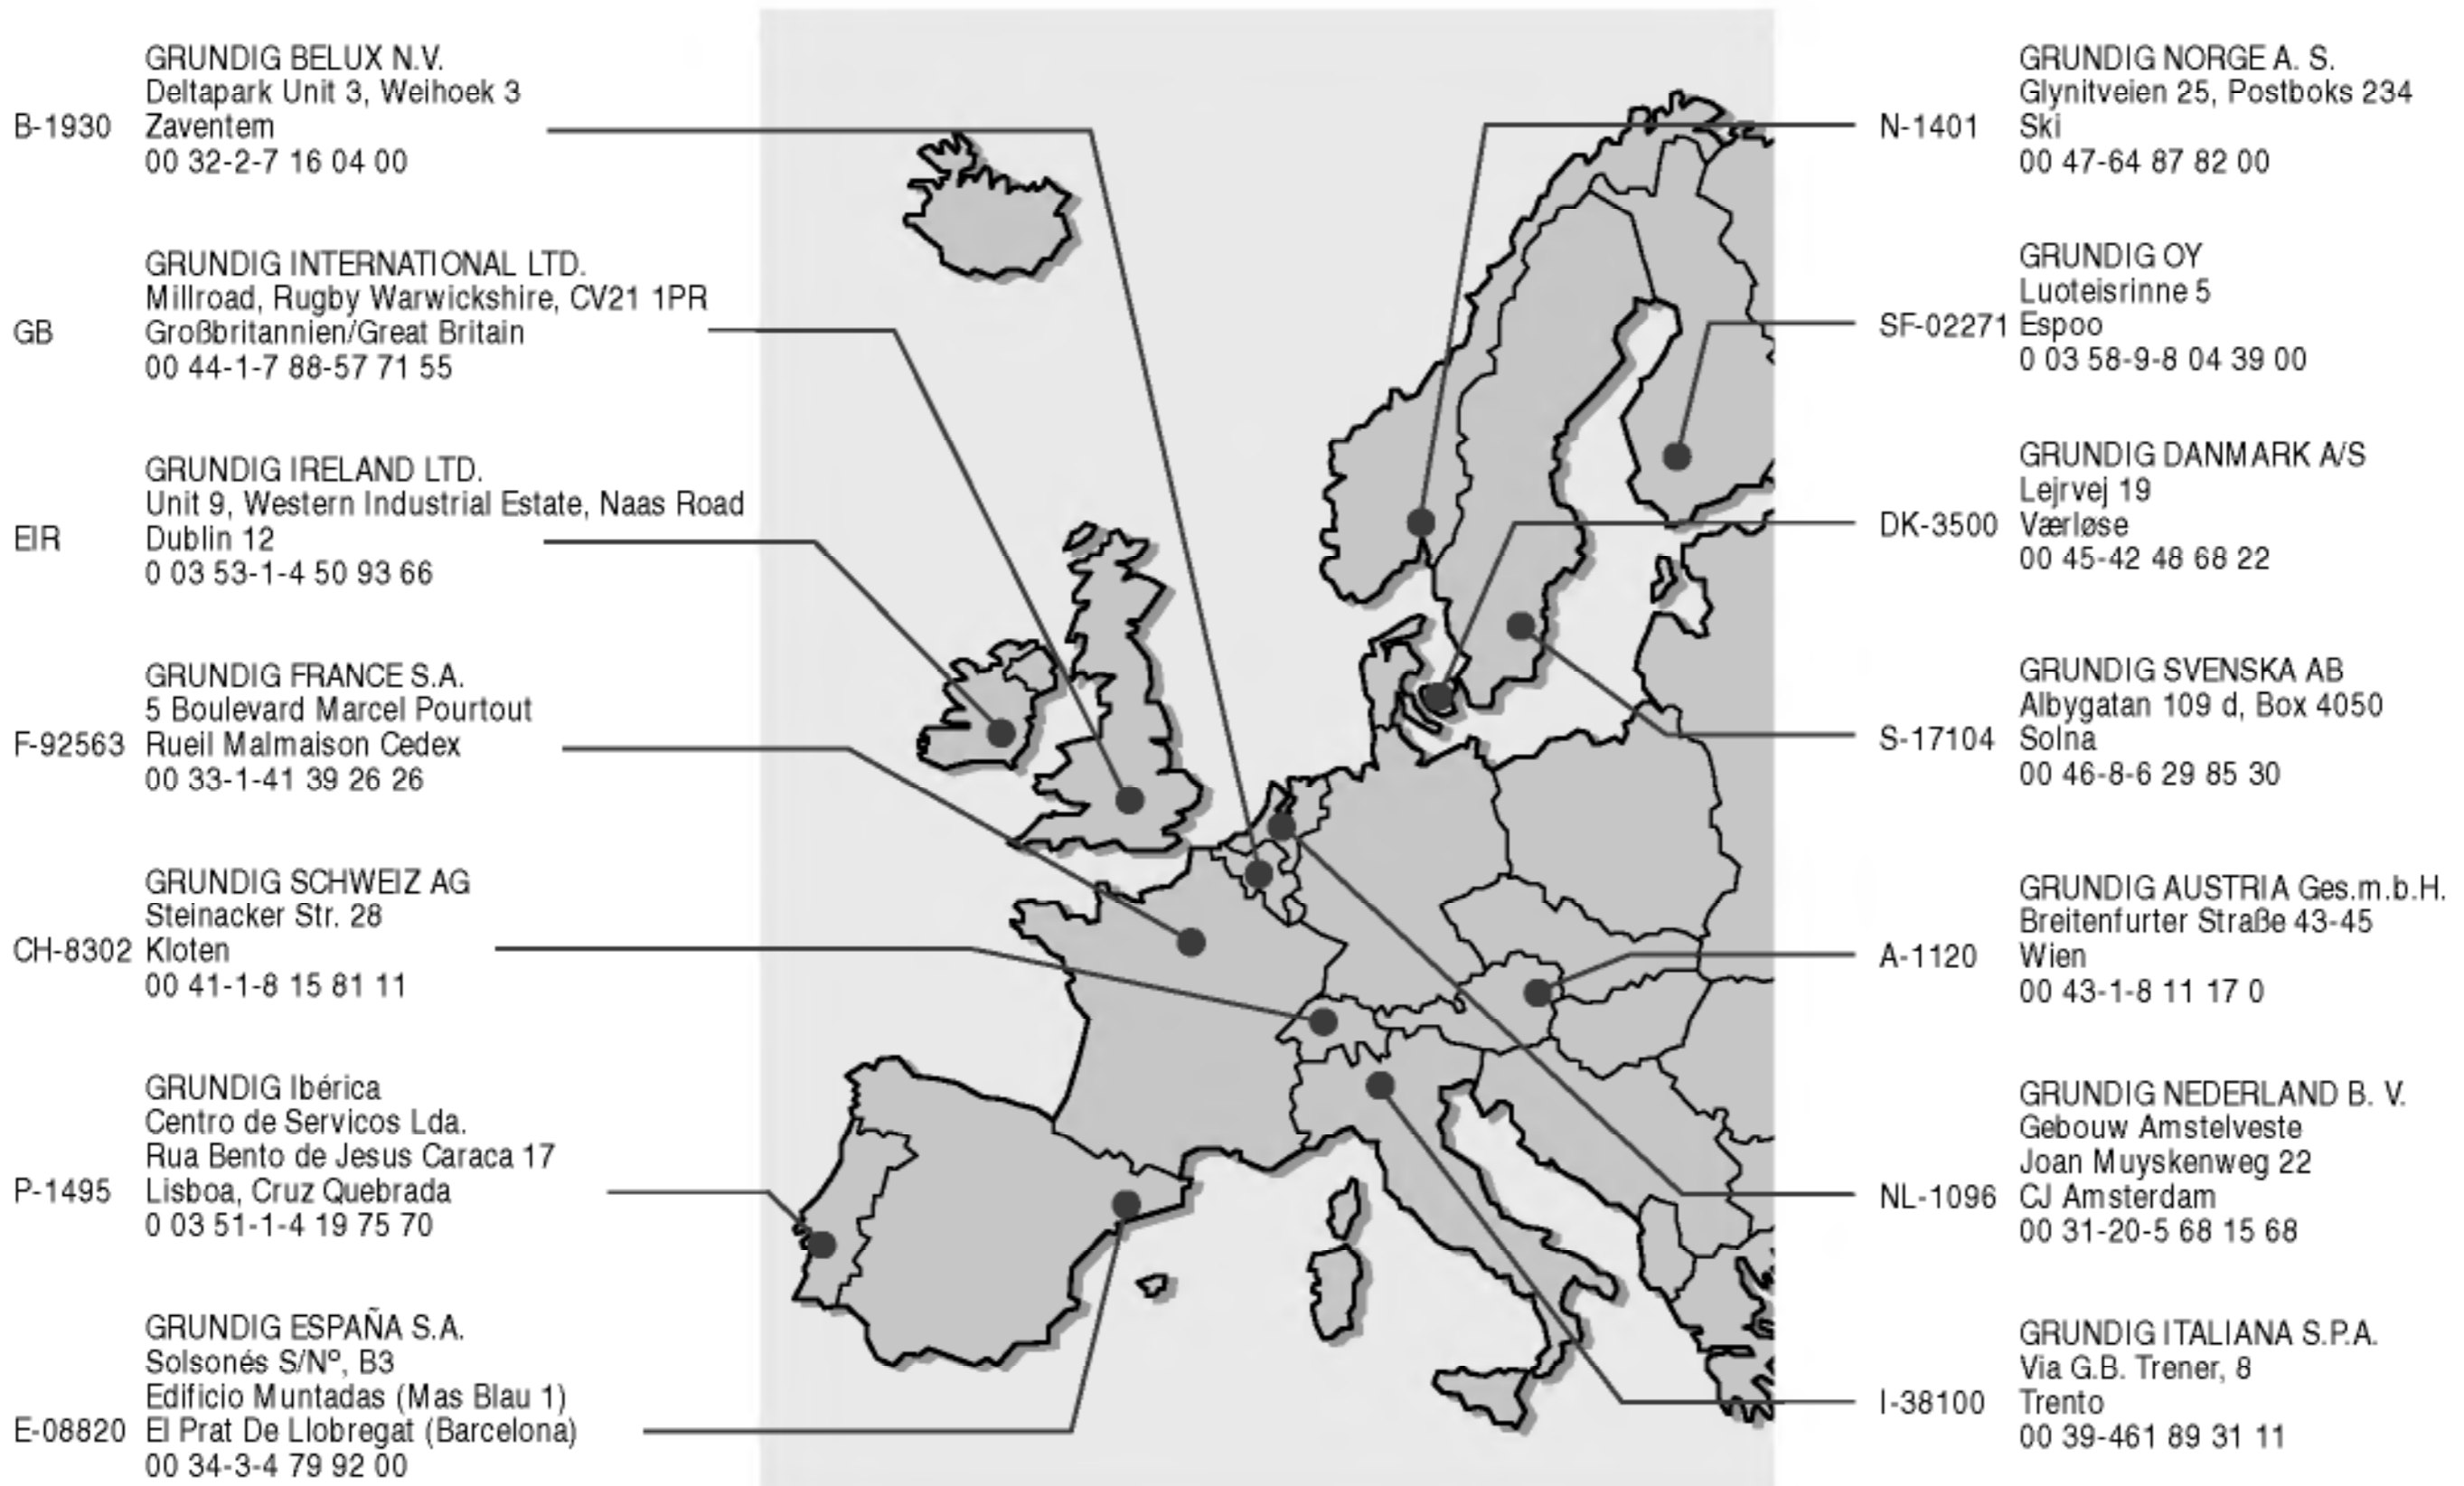 GRUNDIG BELUX N.V.
Deltapark Unit 3, Weihoek 3
B-1930 Zaventem
00 32-2-7 16 04 00
GRUNDIG INTERNATIONAL LTD.
Millroad, Rugby Warwickshire, CV21 1PR
GB Großbritannien/Great Britain
00 44-1-7 88-57 71 55
GRUNDIG IRELAND LTD.
Unit 9, Western Industrial Estate, Naas Road
EIR Dublin 12
0 03 53-1-4 50 93 66
GRUNDIG FRANCE S.A.
5 Boulevard Marcel Pourtout
F-92563 Rueil Malmaison Cedex
00 33-1-41 39 26 26
GRUNDIG SCHWEIZ AG
Steinacker Str. 28
CH-8302 Kloten
00 41-1-8 15 81 11
GRUNDIG Ibérica
Centro de Servicos Lda.
Rua Bento de Jesus Caraca 17
P-1495 Lisboa, Cruz Quebrada
0 03 51-1-4 19 75 70
GRUNDIG ESPAÑA S.A.
Solsonés S/Nº, B3
Edificio Muntadas (Mas Blau 1)
E-08820 El Prat De Llobregat (Barcelona)
00 34-3-4 79 92 00
GRUNDIG NORGE A. S.
Glynitveien 25, Postboks 234
N-1401 Ski
00 47-64 87 82 00
GRUNDIG OY
Luoteisrinne 5
SF-02271 Espoo
0 03 58-9-8 04 39 00
GRUNDIG DANMARK A/S
Lejrvej 19
DK-3500 Værløse
00 45-42 48 68 22
GRUNDIG SVENSKA AB
Albygatan 109 d, Box 4050
S-17104 Solna
00 46-8-6 29 85 30
GRUNDIG AUSTRIA Ges.m.b.H.
Breitenfurter Straße 43-45
A-1120 Wien
00 43-1-8 11 17 0
GRUNDIG NEDERLAND B. V.
Gebouw Amstelveste
Joan Muyskenweg 22
NL-1096 CJ Amsterdam
00 31-20-5 68 15 68
GRUNDIG ITALIANA S.P.A.
Via G.B. Trener, 8
I-38100 Trento
00 39-461 89 31 11